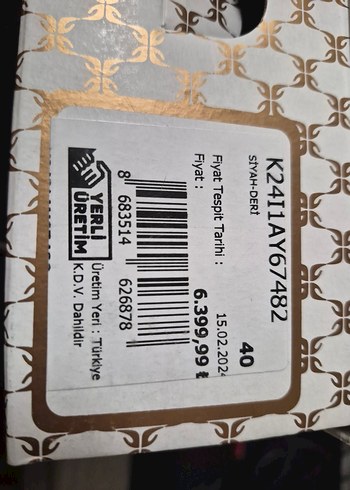 K24I1AY67482
SİYAH-DERİ
40
Fiyat Tespit Tarihi : 15.02.2024
Fiyat : 6.399,99 ₺
8 683514 626878
YERLİ
ÜRETİM
Üretim Yeri : Türkiye
K.D.V. Dahildir